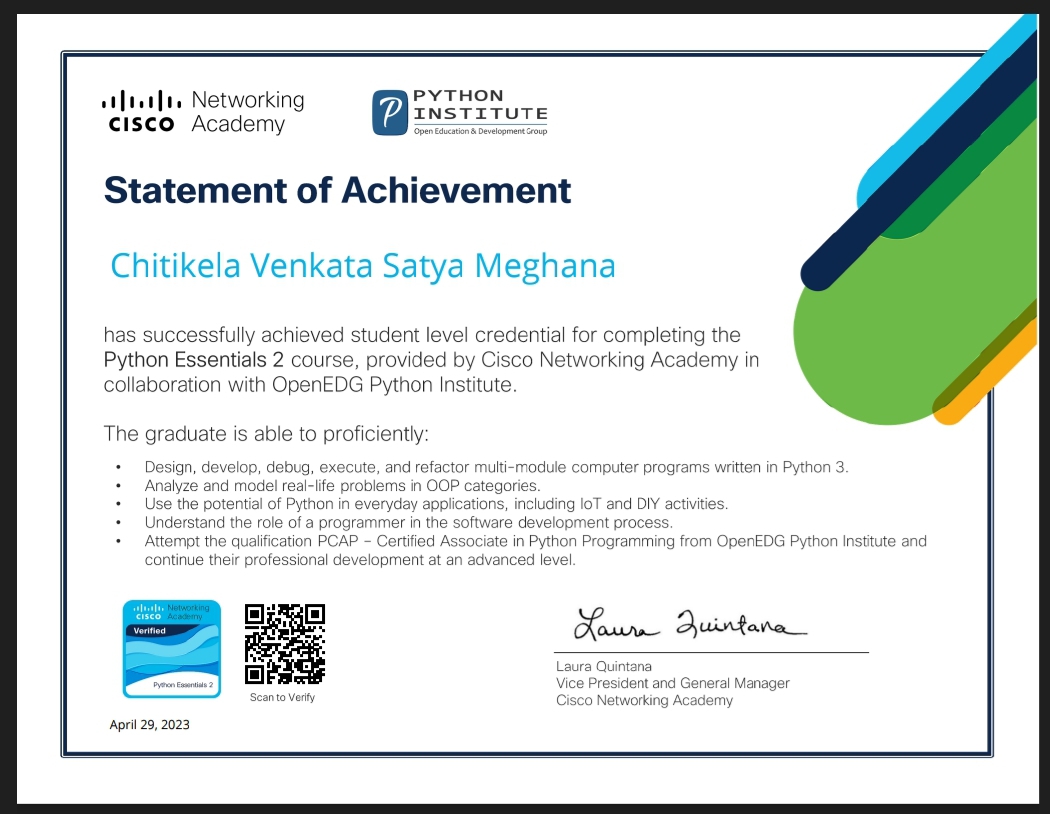 Networking
Academy
CISCO
PYTHON
INSTITUTE
Open Education & Development Group
Statement of Achievement
Chitikela Venkata Satya Meghana
has successfully achieved student level credential for completing the
Python Essentials 2 course, provided by Cisco Networking Academy in
collaboration with OpenEDG Python Institute.
The graduate is able to proficiently:
• Design, develop, debug, execute, and refactor multi-module computer programs written in Python 3.
• Analyze and model real-life problems in OOP categories.
• Use the potential of Python in everyday applications, including IoT and DIY activities.
• Understand the role of a programmer in the software development process.
• Attempt the qualification PCAP – Certified Associate in Python Programming from OpenEDG Python Institute and
continue their professional development at an advanced level.
Networking
Academy
CISCO
Verified
Python Essentials 2
Scan to Verify
April 29, 2023
Laura Quintana
Laura Quintana
Vice President and General Manager
Cisco Networking Academy